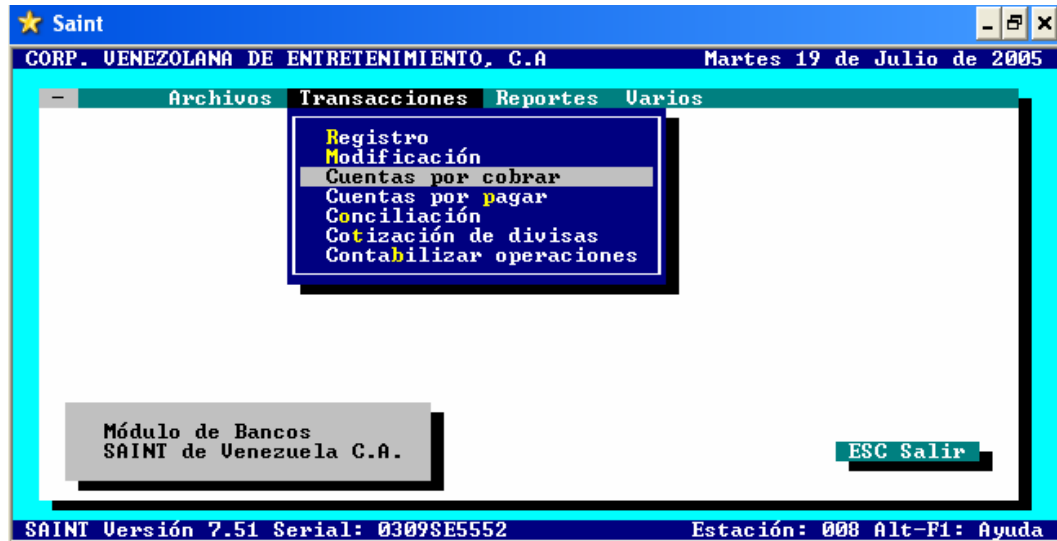 Saint
CORP. VENEZOLANA DE ENTRETENIMIENTO, C.A Martes 19 de Julio de 2005
Archivos Transacciones Reportes Varios
Registro
Modificación
Cuentas por cobrar
Cuentas por pagar
Conciliación
Cotización de divisas
Contabilizar operaciones
Módulo de Bancos
SAINT de Venezuela C.A.
ESC Salir
SAINT Versión 7.51 Serial: 0309SE5552 Estación: 008 Alt-F1: Ayuda